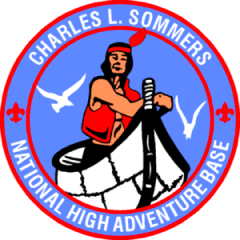 CHARLES L. SOMMERS
NATIONAL HIGH ADVENTURE BASE